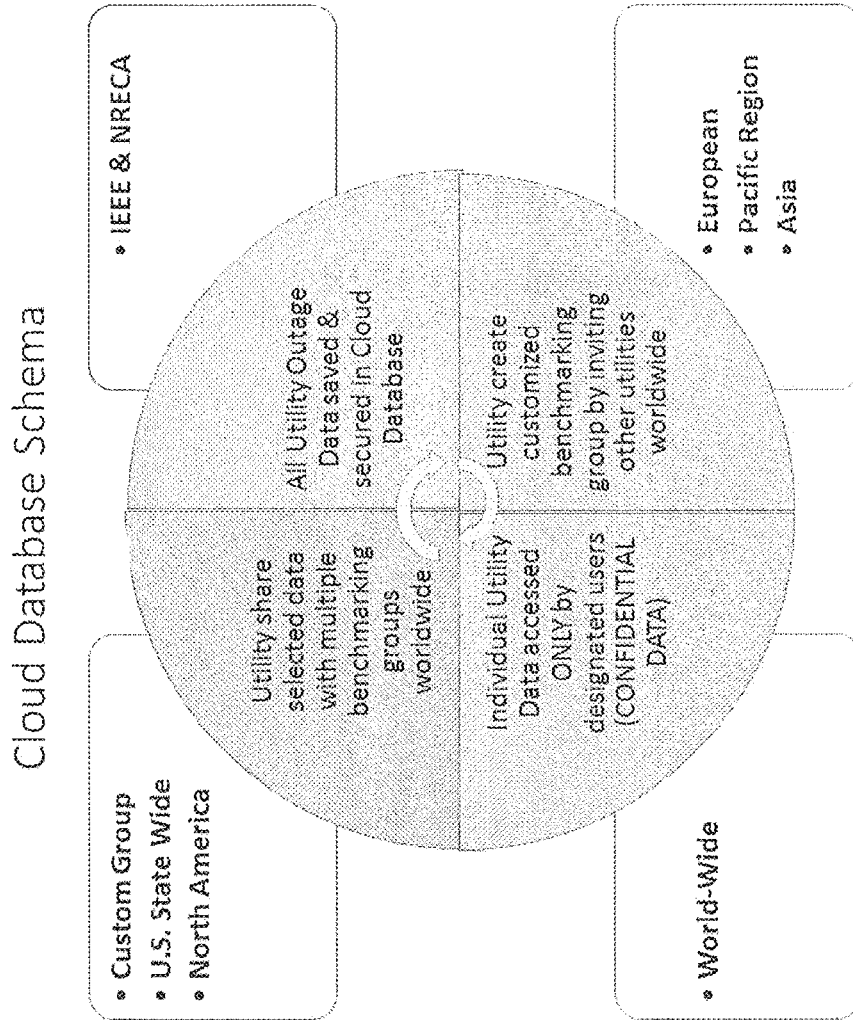 Cloud Database Schema
• Custom Group
• U.S. State Wide
• North America
• IEEE & NRECA
Utility share
selected data
with multiple
benchmarking
groups
worldwide
All Utility Outage
Data saved &
secured in Cloud
Database
Individual Utility
Data accessed
ONLY by
designated users
(CONFIDENTIAL
DATA)
Utility create
customized
benchmarking
group by inviting
other utilities
worldwide
• World-Wide
• European
• Pacific Region
• Asia